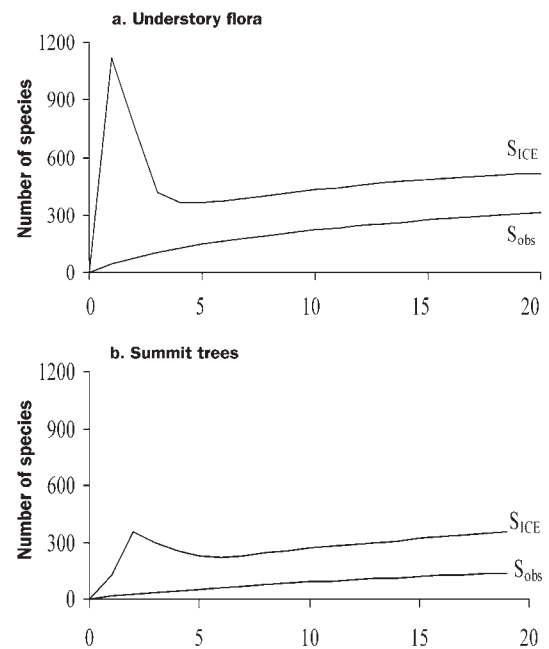 a. Understory flora
Number of species
1200
900
600
300
0
S_ICE
S_obs
0 5 10 15 20
b. Summit trees
Number of species
1200
900
600
300
0
S_ICE
S_obs
0 5 10 15 20